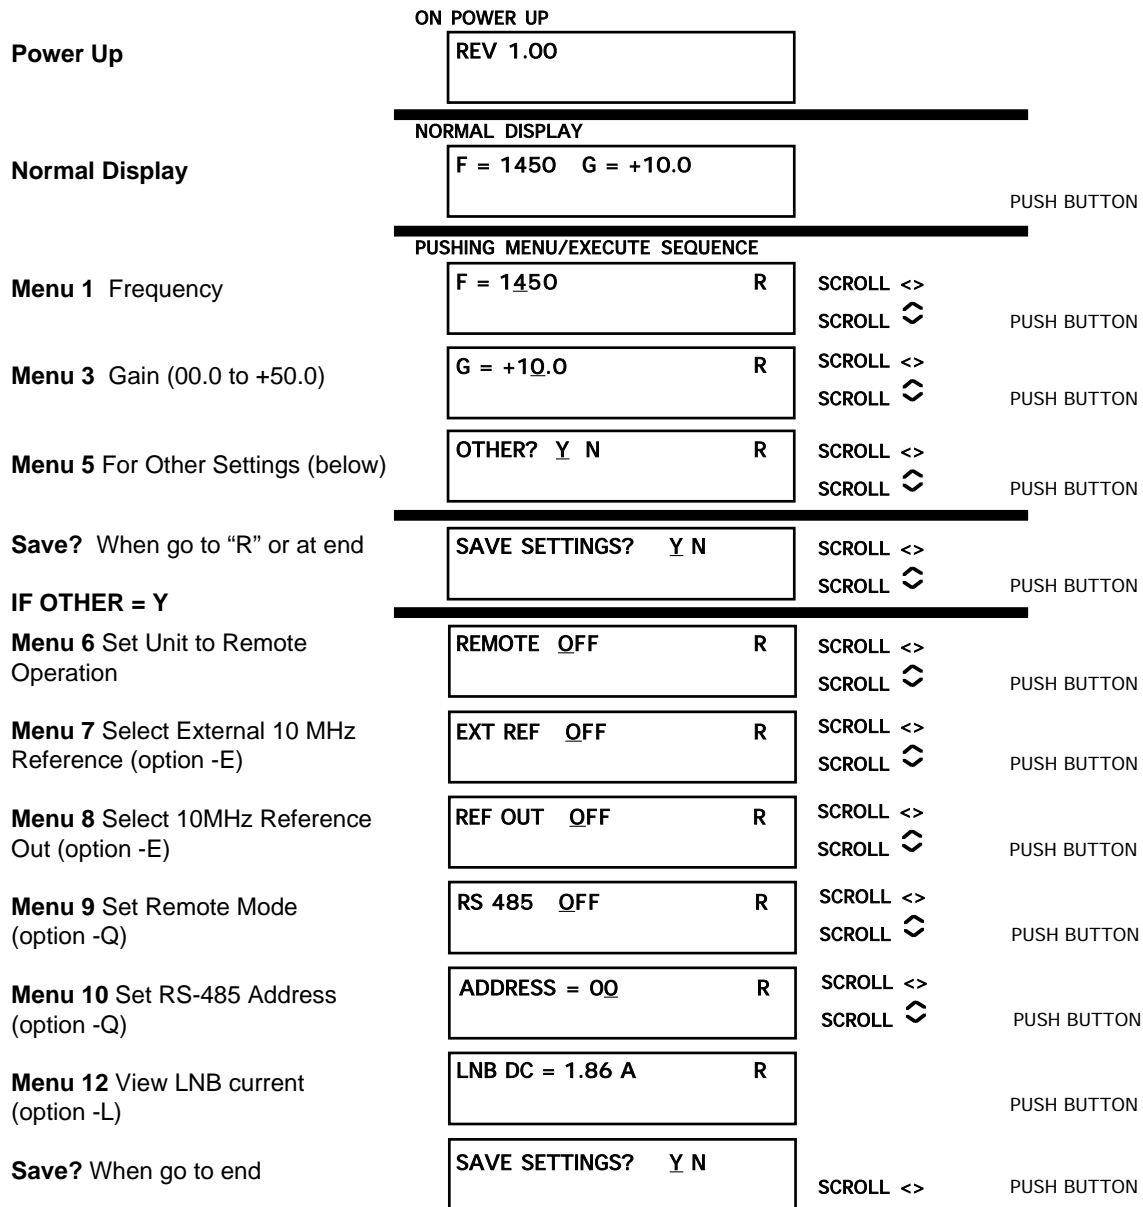 ON POWER UP
Power Up
REV 1.00
NORMAL DISPLAY
Normal Display
F = 1450 G = +10.0
PUSH BUTTON
PUSHING MENU/EXECUTE SEQUENCE
Menu 1 Frequency
F = 1450 R
SCROLL <>
SCROLL
PUSH BUTTON
Menu 3 Gain (00.0 to +50.0)
G = +10.0 R
SCROLL <>
SCROLL
PUSH BUTTON
Menu 5 For Other Settings (below)
OTHER? Y N R
SCROLL <>
SCROLL
PUSH BUTTON
Save? When go to “R” or at end
SAVE SETTINGS? Y N
SCROLL <>
SCROLL
PUSH BUTTON
IF OTHER = Y
Menu 6 Set Unit to Remote
Operation
REMOTE OFF R
SCROLL <>
SCROLL
PUSH BUTTON
Menu 7 Select External 10 MHz
Reference (option -E)
EXT REF OFF R
SCROLL <>
SCROLL
PUSH BUTTON
Menu 8 Select 10MHz Reference
Out (option -E)
REF OUT OFF R
SCROLL <>
SCROLL
PUSH BUTTON
Menu 9 Set Remote Mode
(option -Q)
RS 485 OFF R
SCROLL <>
SCROLL
PUSH BUTTON
Menu 10 Set RS-485 Address
(option -Q)
ADDRESS = 00 R
SCROLL <>
SCROLL
PUSH BUTTON
Menu 12 View LNB current
(option -L)
LNB DC = 1.86 A R
PUSH BUTTON
Save? When go to end
SAVE SETTINGS? Y N
SCROLL <>
PUSH BUTTON